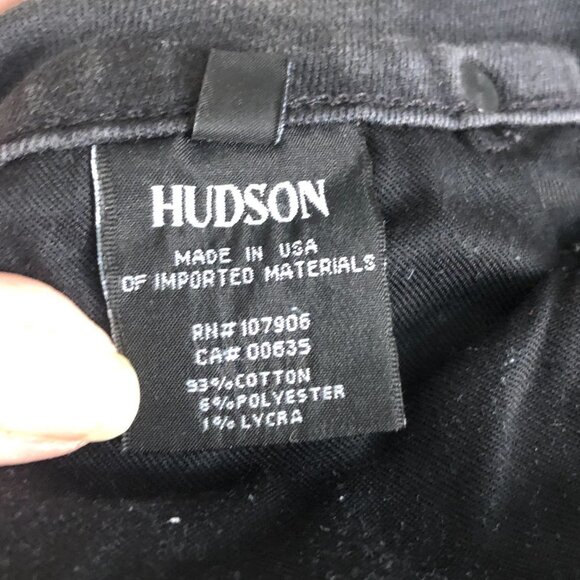 HUDSON
MADE IN USA
OF IMPORTED MATERIALS
RN# 107906
CA# 00635
93% COTTON
6% POLYESTER
1% LYCRA